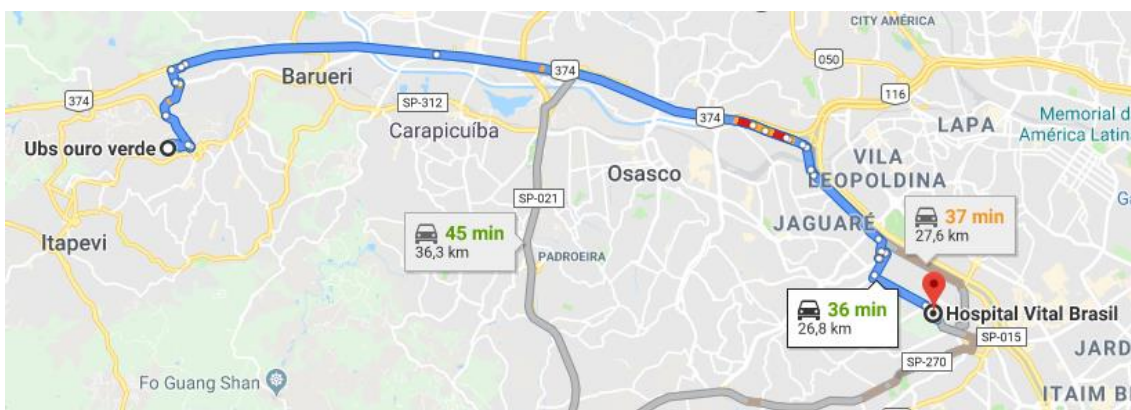 CITY AMÉRICA
050
374
Barueri
116
374
SP-312
Memorial d
América Latin
374
LAPA
Carapicuíba
Ubs ouro verde
VILA
LEOPOLDINA
Osasco
SP-021
G
JAGUARÉ
37 min
27,6 km
45 min
36,3 km
Itapevi
PADROEIRA
36 min
26,8 km
Hospital Vital Brasil
SP-015
JARD
SP-270
Fo Guang Shan
ITAIM B